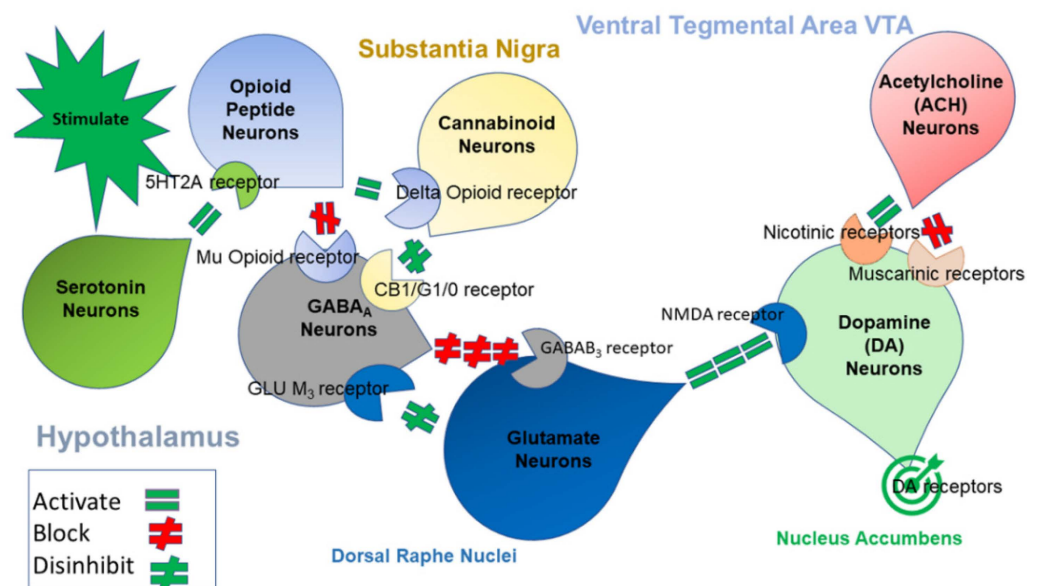 Ventral Tegmental Area VTA
Substantia Nigra
Stimulate
Opioid
Peptide
Neurons
Cannabinoid
Neurons
Acetylcholine
(ACH)
Neurons
5HT2A receptor
Delta Opioid receptor
Nicotinic receptors
Mu Opioid receptor
Muscarinic receptors
Serotonin
Neurons
CB1/G1/0 receptor
GABAA
Neurons
NMDA receptor
Dopamine
(DA)
Neurons
GABAB3 receptor
GLU M3 receptor
Hypothalamus
Glutamate
Neurons
DA receptors
Activate
Block
Disinhibit
Dorsal Raphe Nuclei
Nucleus Accumbens